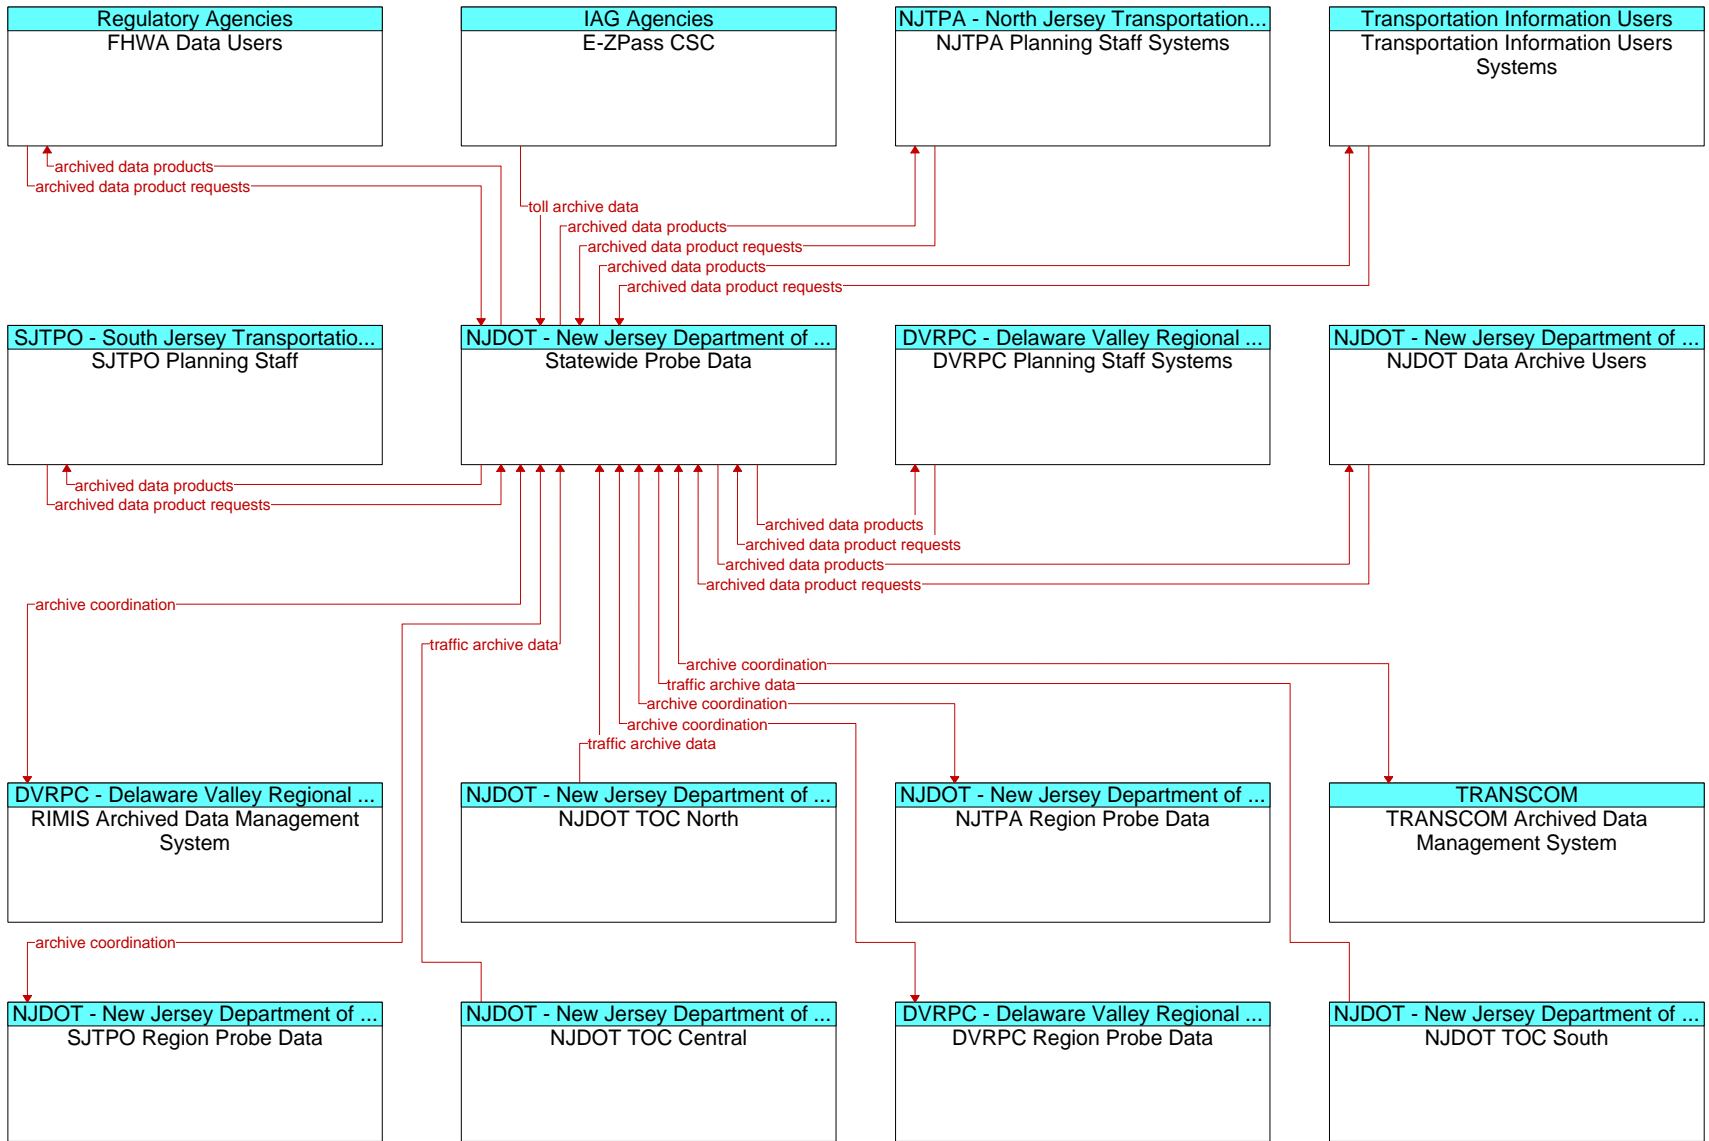 Regulatory Agencies
FHWA Data Users
IAG Agencies
E-ZPass CSC
NJTPA - North Jersey Transportation...
NJTPA Planning Staff Systems
Transportation Information Users
Transportation Information Users
Systems
archived data products
archived data product requests
toll archive data
archived data products
archived data product requests
archived data products
archived data product requests
SJTPO - South Jersey Transportatio...
SJTPO Planning Staff
NJDOT - New Jersey Department of ...
Statewide Probe Data
DVRPC - Delaware Valley Regional ...
DVRPC Planning Staff Systems
NJDOT - New Jersey Department of ...
NJDOT Data Archive Users
archived data products
archived data product requests
archived data products
archived data product requests
archived data products
archived data product requests
archive coordination
traffic archive data
archive coordination
traffic archive data
archive coordination
archive coordination
traffic archive data
DVRPC - Delaware Valley Regional ...
RIMIS Archived Data Management
System
NJDOT - New Jersey Department of ...
NJDOT TOC North
NJDOT - New Jersey Department of ...
NJTPA Region Probe Data
TRANSCOM
TRANSCOM Archived Data
Management System
archive coordination
NJDOT - New Jersey Department of ...
SJTPO Region Probe Data
NJDOT - New Jersey Department of ...
NJDOT TOC Central
DVRPC - Delaware Valley Regional ...
DVRPC Region Probe Data
NJDOT - New Jersey Department of ...
NJDOT TOC South